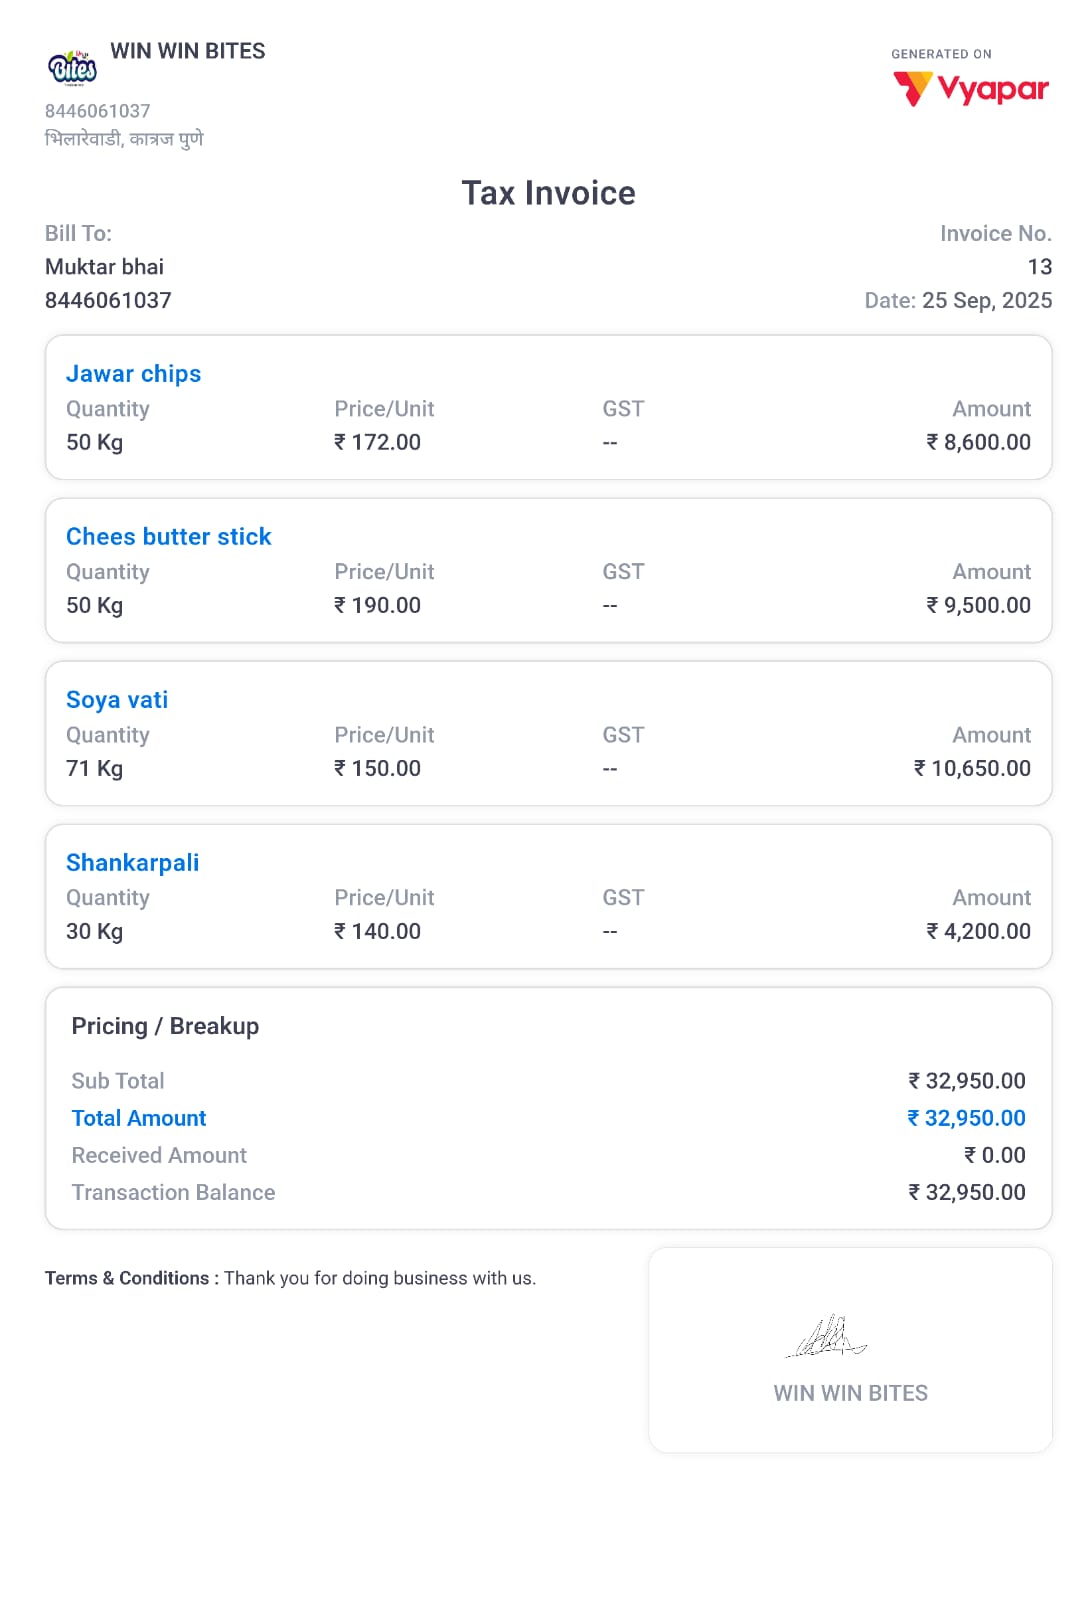 WIN WIN BITES
Bites
8446061037
भिलारेवाडी, कात्रज पुणे
GENERATED ON
Vyapar
Tax Invoice
Bill To:
Muktar bhai
8446061037
Invoice No.
13
Date: 25 Sep, 2025
Jawar chips
Quantity Price/Unit GST Amount
50 Kg ₹ 172.00 -- ₹ 8,600.00
Chees butter stick
Quantity Price/Unit GST Amount
50 Kg ₹ 190.00 -- ₹ 9,500.00
Soya vati
Quantity Price/Unit GST Amount
71 Kg ₹ 150.00 -- ₹ 10,650.00
Shankarpali
Quantity Price/Unit GST Amount
30 Kg ₹ 140.00 -- ₹ 4,200.00
Pricing / Breakup
Sub Total ₹ 32,950.00
Total Amount ₹ 32,950.00
Received Amount ₹ 0.00
Transaction Balance ₹ 32,950.00
Terms & Conditions : Thank you for doing business with us.
WIN WIN BITES